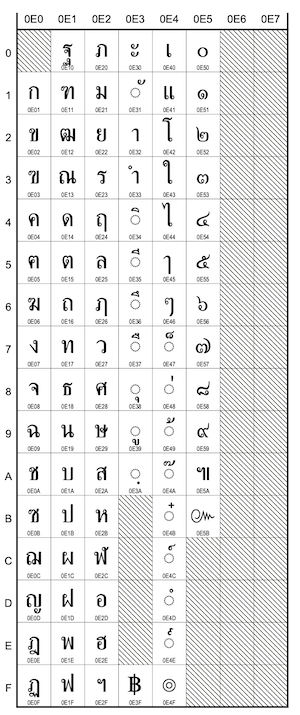 0E0 0E1 0E2 0E3 0E4 0E5 0E6 0E7
0 ฐ ภ ะ เ ๐
0E10 0E20 0E30 0E40 0E50
1 ก ฑ ม ◌ั แ ๑
0E01 0E11 0E21 0E31 0E41 0E51
2 ข ฒ ย า โ ๒
0E02 0E12 0E22 0E32 0E42 0E52
3 ฃ ณ ร ำ ใ ๓
0E03 0E13 0E23 0E33 0E43 0E53
4 ค ด ฤ ◌ิ ไ ๔
0E04 0E14 0E24 0E34 0E44 0E54
5 ฅ ต ล ◌ี ๅ ๕
0E05 0E15 0E25 0E35 0E45 0E55
6 ฆ ถ ฦ ◌ึ ๆ ๖
0E06 0E16 0E26 0E36 0E46 0E56
7 ง ท ว ◌ื ◌็ ๗
0E07 0E17 0E27 0E37 0E47 0E57
8 จ ธ ศ ◌ุ ◌่ ๘
0E08 0E18 0E28 0E38 0E48 0E58
9 ฉ น ษ ◌ู ◌้ ๙
0E09 0E19 0E29 0E39 0E49 0E59
A ช บ ส ◌ฺ ◌๊ ๚
0E0A 0E1A 0E2A 0E3A 0E4A 0E5A
B ซ ป ห ◌๋ ๛
0E0B 0E1B 0E2B 0E4B 0E5B
C ฌ ผ ฬ ◌์
0E0C 0E1C 0E2C 0E4C
D ญ ฝ อ ◌ํ
0E0D 0E1D 0E2D 0E4D
E ฎ พ ฮ ◌๎
0E0E 0E1E 0E2E 0E4E
F ฏ ฟ ฯ ฿ ๏
0E0F 0E1F 0E2F 0E3F 0E4F